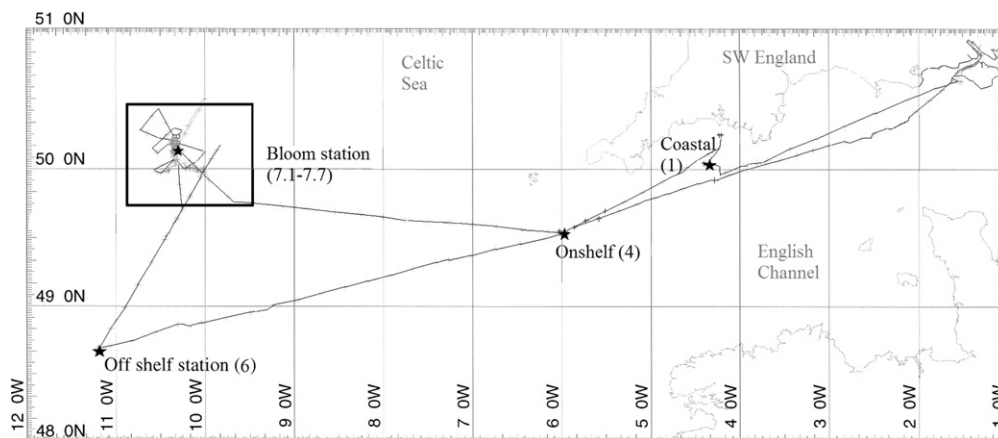 51 0N
Celtic
Sea
SW England
Coastal
(1)
50 0N
Bloom station
(7.1-7.7)
Onshelf (4)
English
Channel
49 0N
Off shelf station (6)
48 0N
12 0W
11 0W
10 0W
9 0W
8 0W
7 0W
6 0W
5 0W
4 0W
3 0W
2 0W